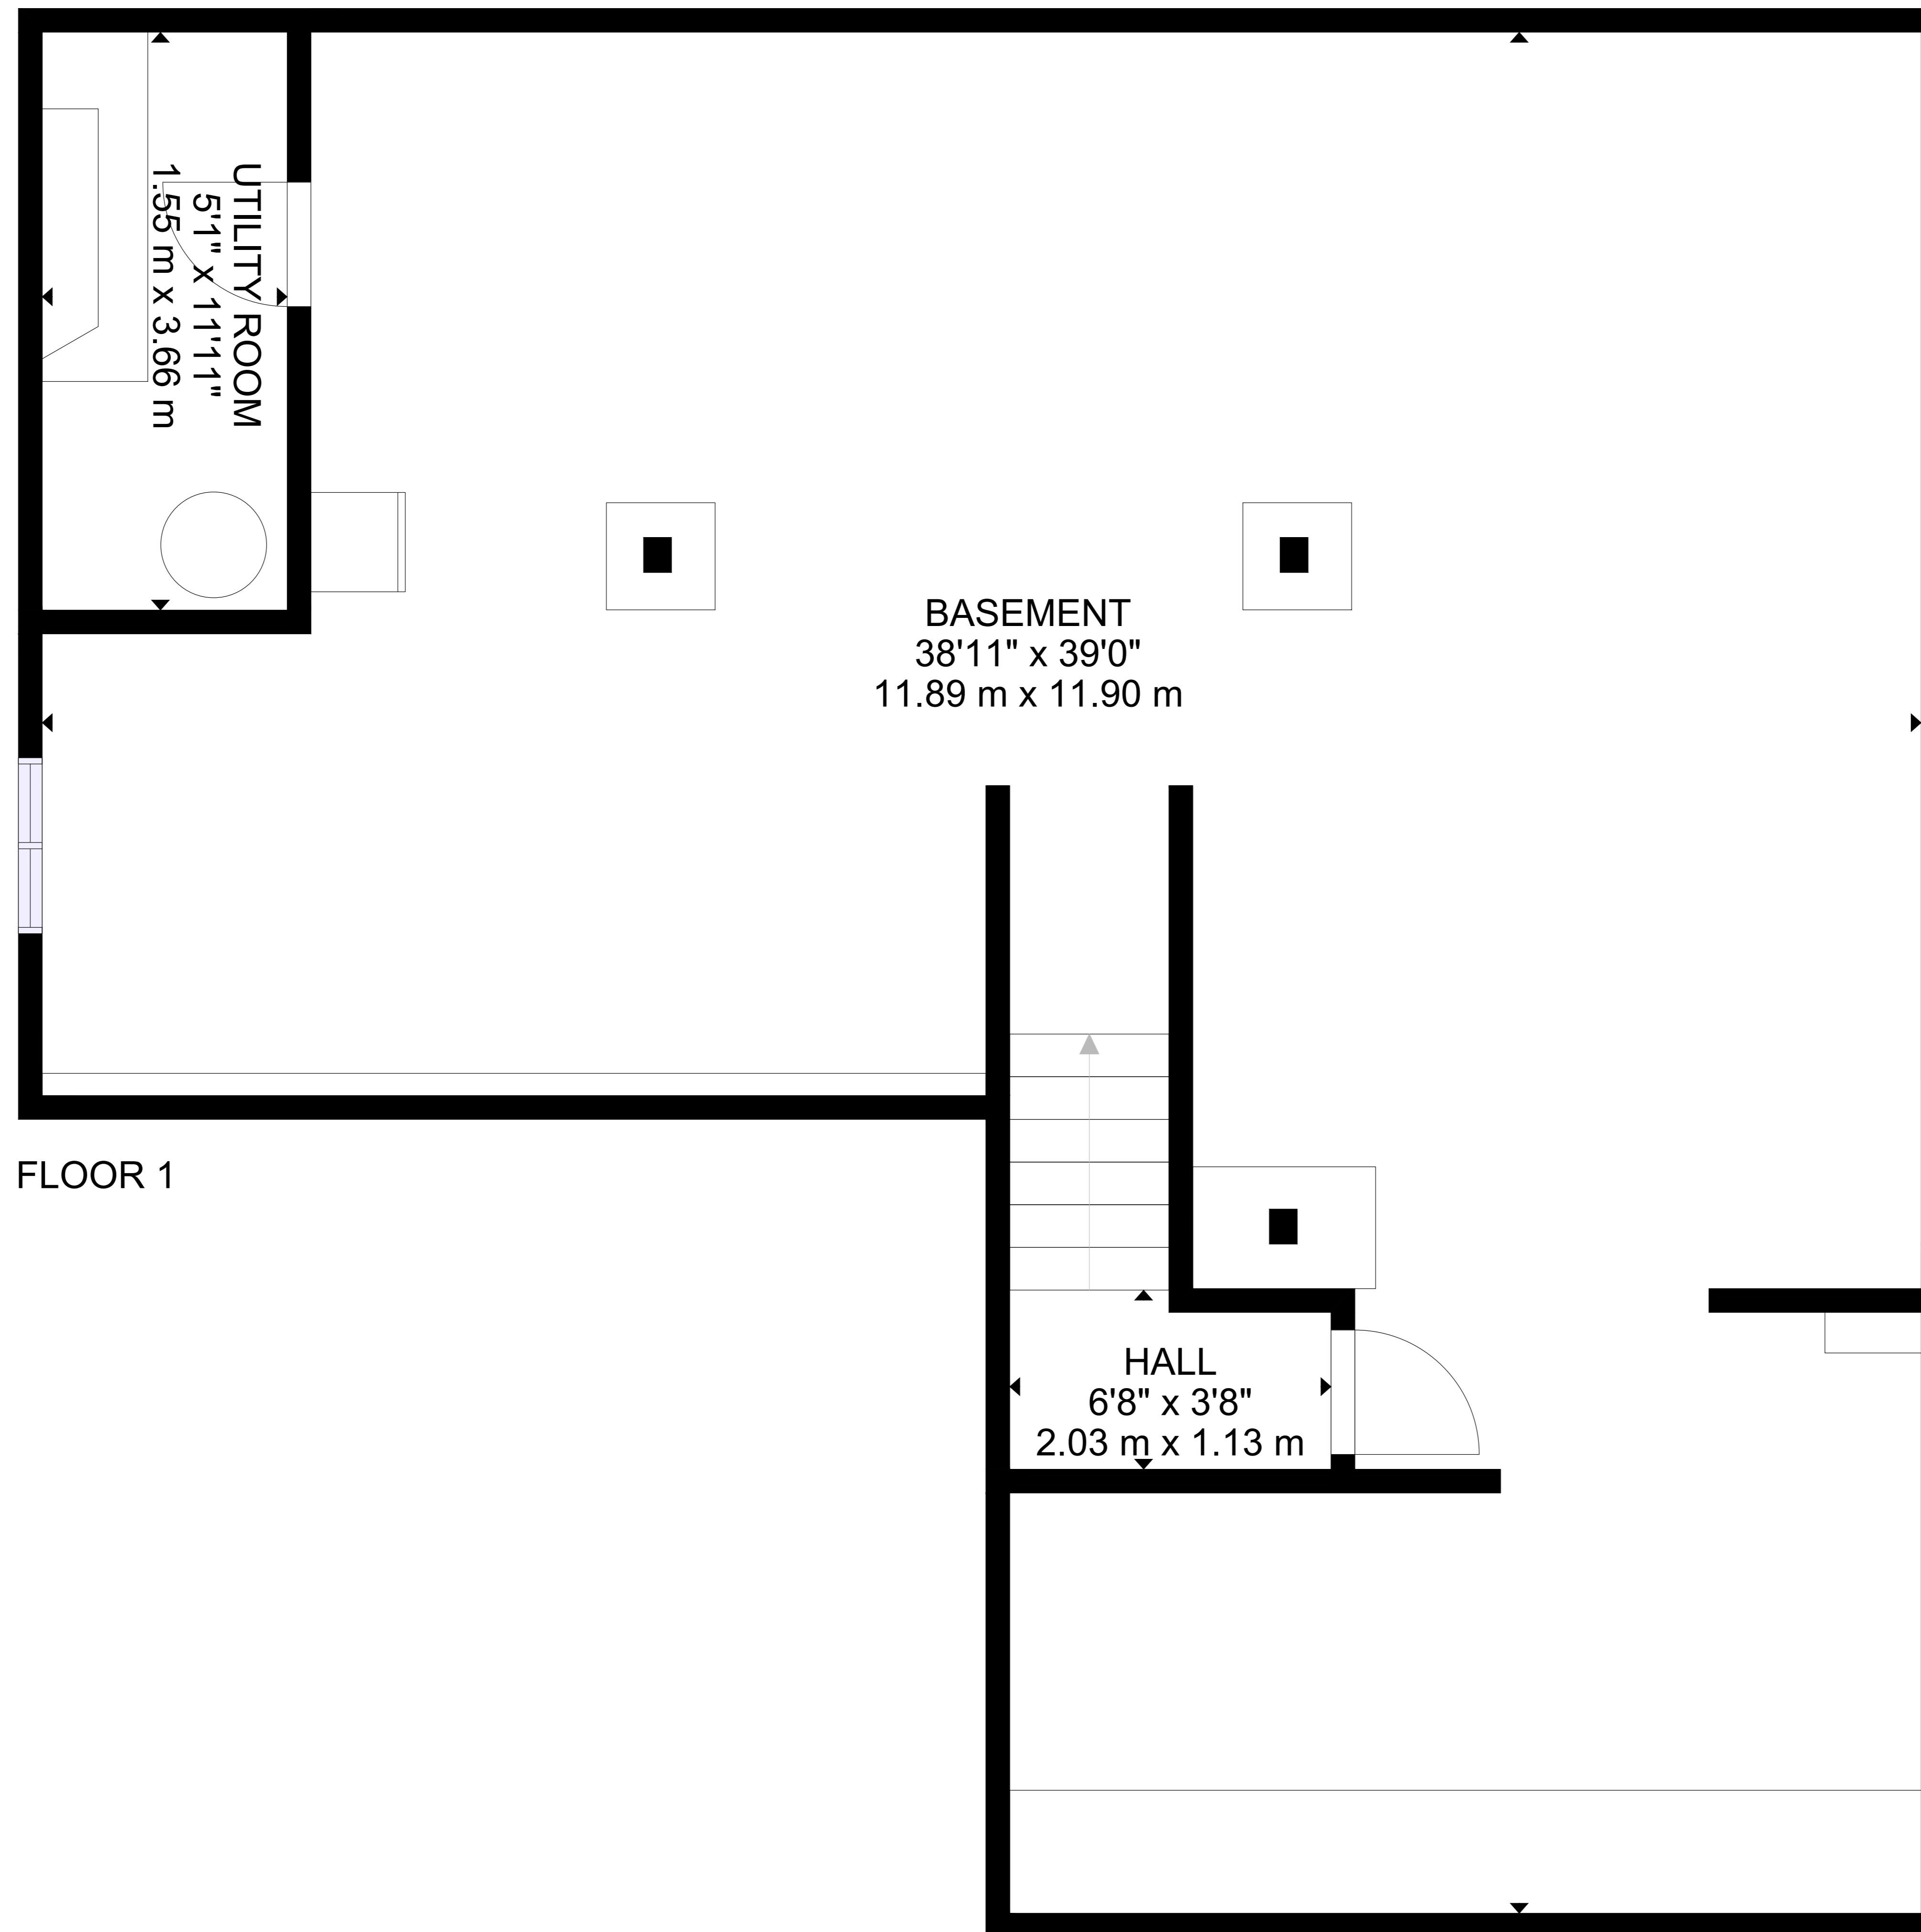 UTILITY ROOM
5'1" x 11'11"
1.55 m x 3.66 m
BASEMENT
38'11" x 39'0"
11.89 m x 11.90 m
FLOOR 1
HALL
6'8" x 3'8"
2.03 m x 1.13 m